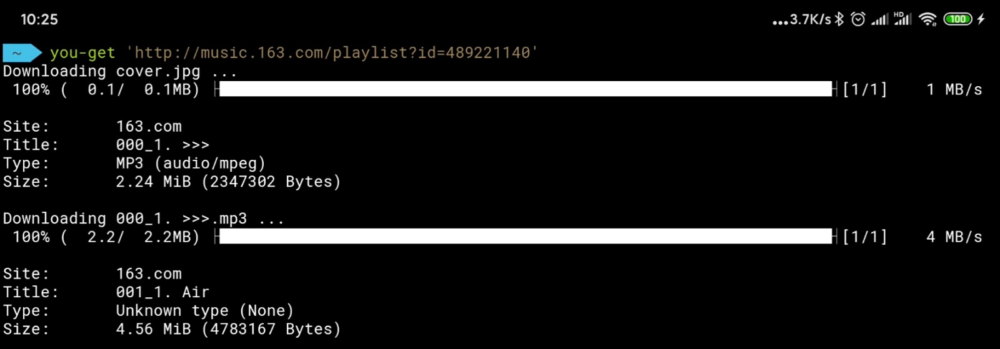 10:25 ...3.7K/s HD 100
~ you-get 'http://music.163.com/playlist?id=489221140'
Downloading cover.jpg ...
100% ( 0.1/ 0.1MB) ├██████████┤[1/1] 1 MB/s
Site: 163.com
Title: 000_1. >>>
Type: MP3 (audio/mpeg)
Size: 2.24 MiB (2347302 Bytes)
Downloading 000_1. >>>.mp3 ...
100% ( 2.2/ 2.2MB) ├██████████┤[1/1] 4 MB/s
Site: 163.com
Title: 001_1. Air
Type: Unknown type (None)
Size: 4.56 MiB (4783167 Bytes)